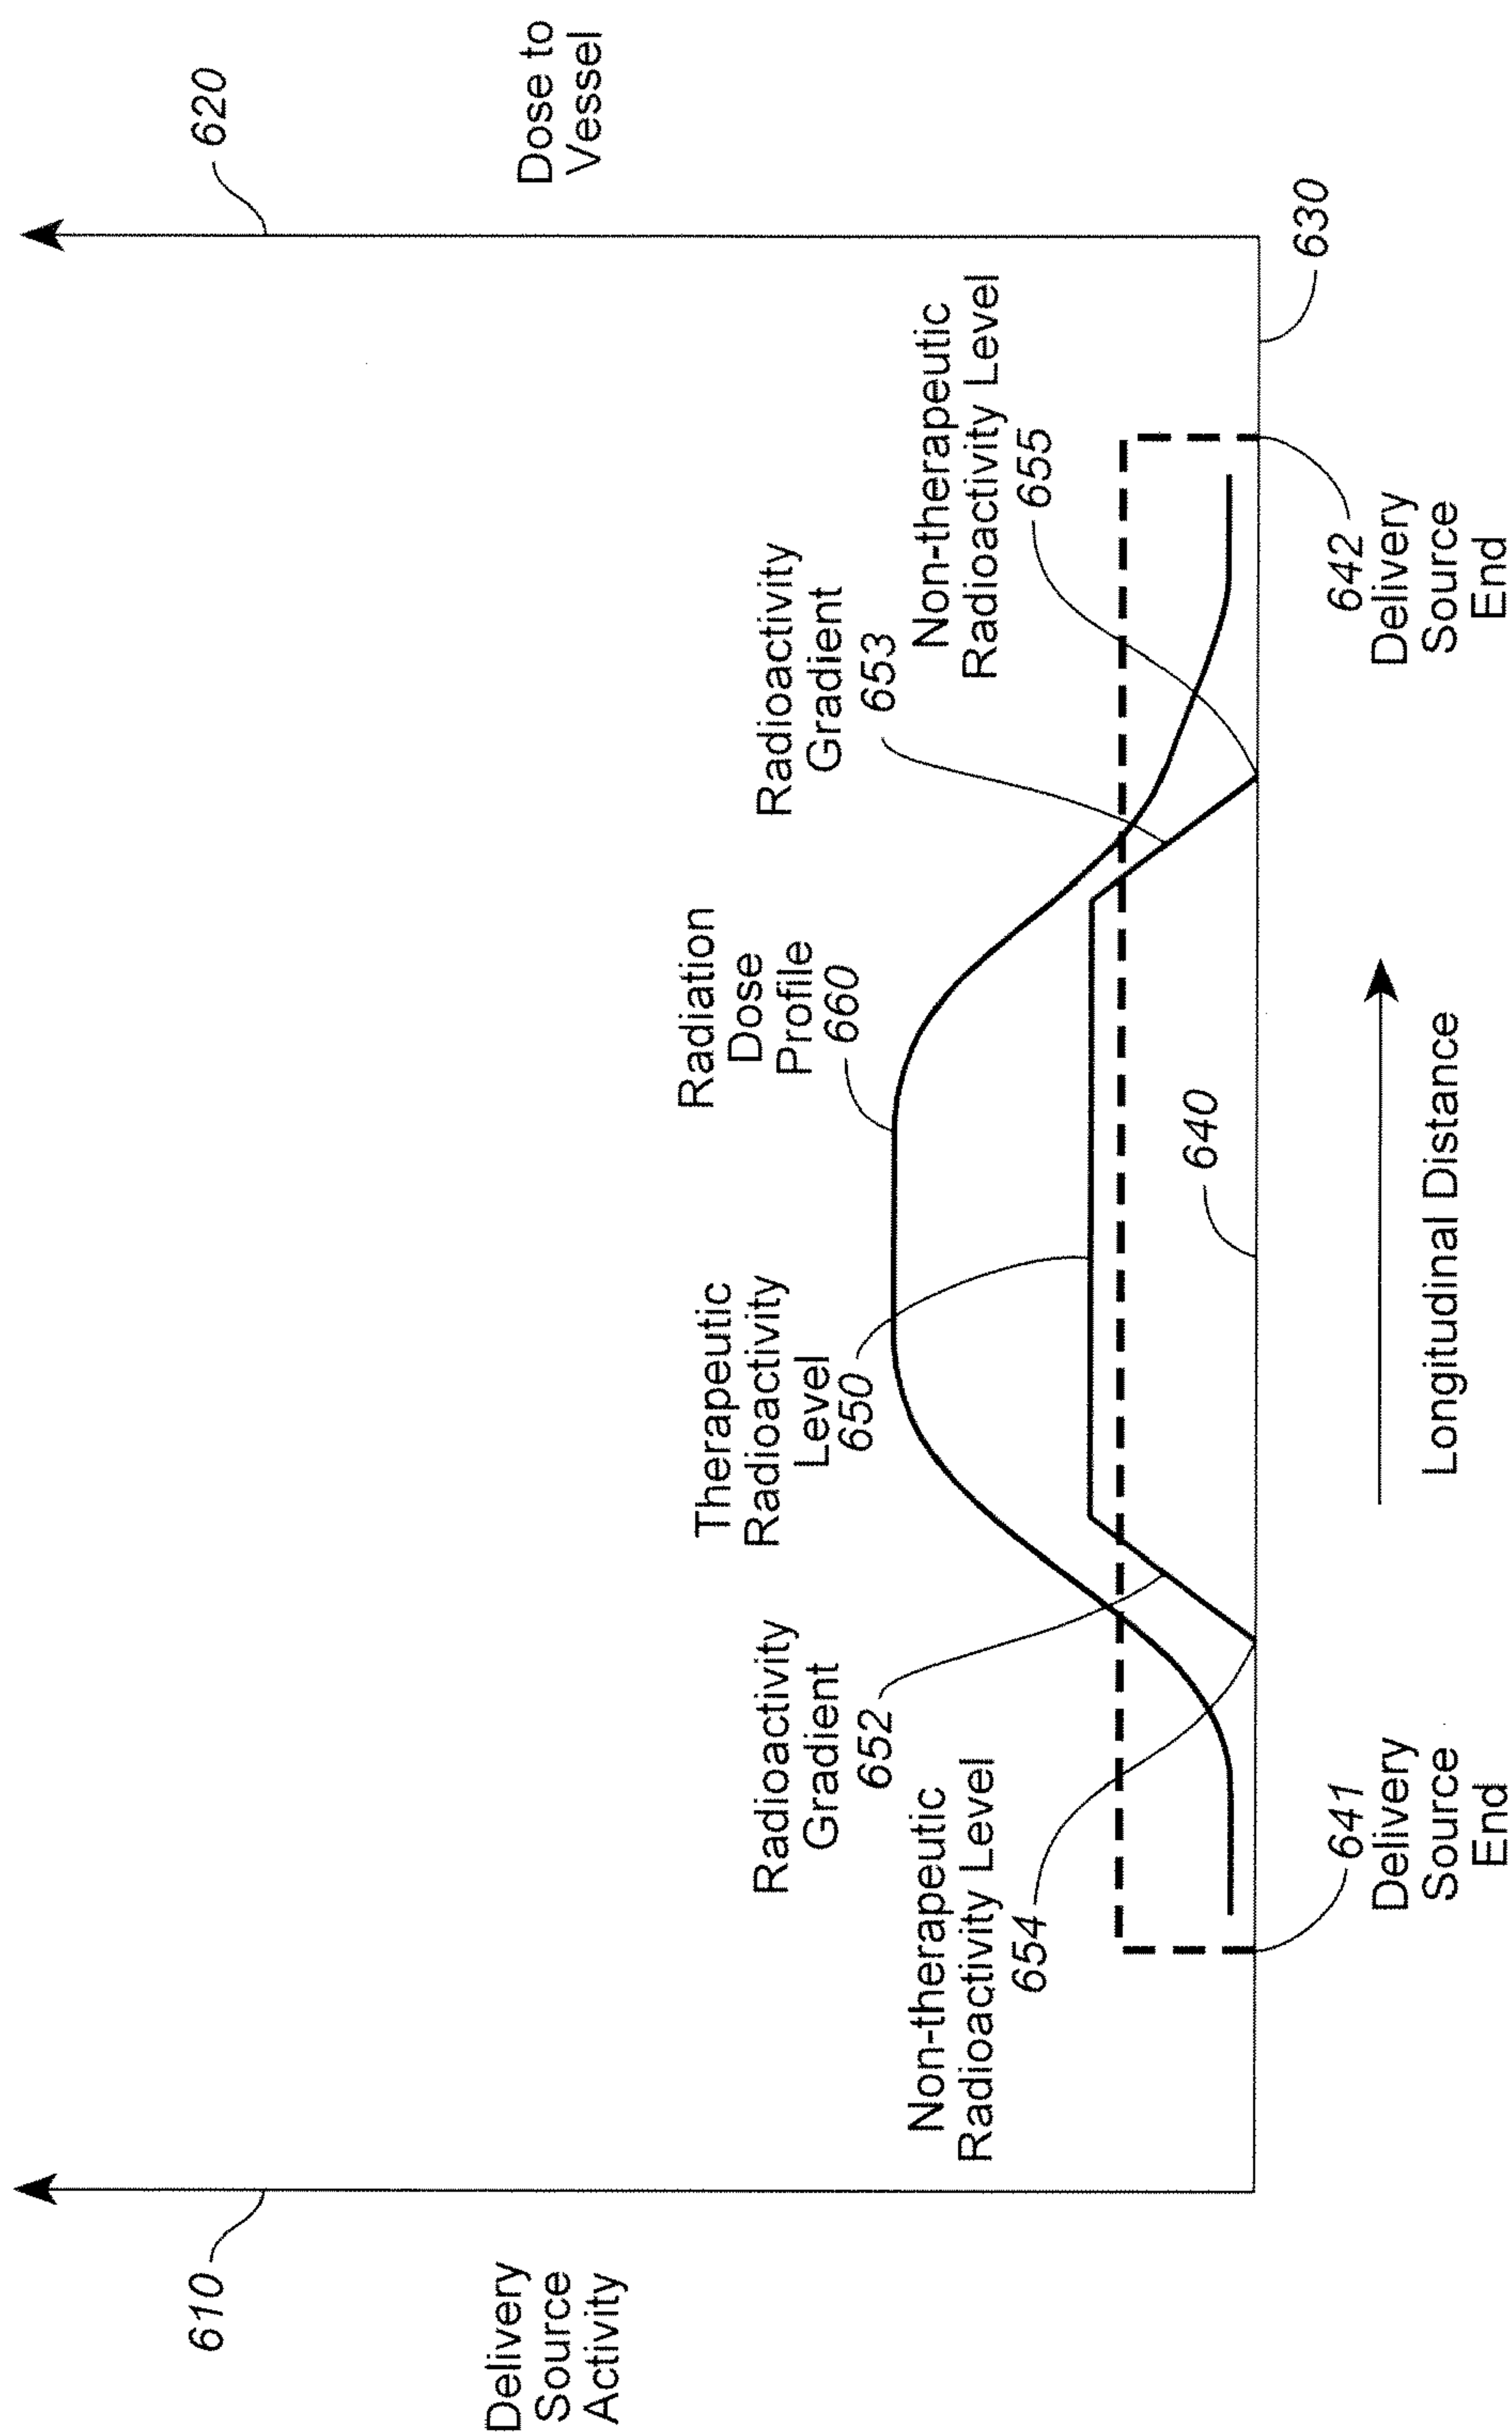 610
620
Delivery
Source
Activity
Dose to
Vessel
Radiation
Dose
Profile
660
Therapeutic
Radioactivity
Level
650
Radioactivity
Gradient
652
Radioactivity
Gradient
653
Non-therapeutic
Radioactivity Level
654
Non-therapeutic
Radioactivity Level
655
640
630
641
Delivery
Source
End
642
Delivery
Source
End
Longitudinal Distance